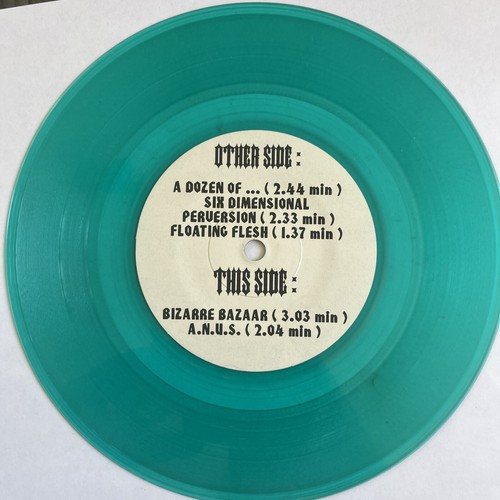 OTHER SIDE :
A DOZEN OF ... ( 2.44 min )
SIX DIMENSIONAL
PERVERSION ( 2.33 min )
FLOATING FLESH ( 1.37 min )
THIS SIDE :
BIZARRE BAZAAR ( 3.03 min )
A.N.U.S. ( 2.04 min )